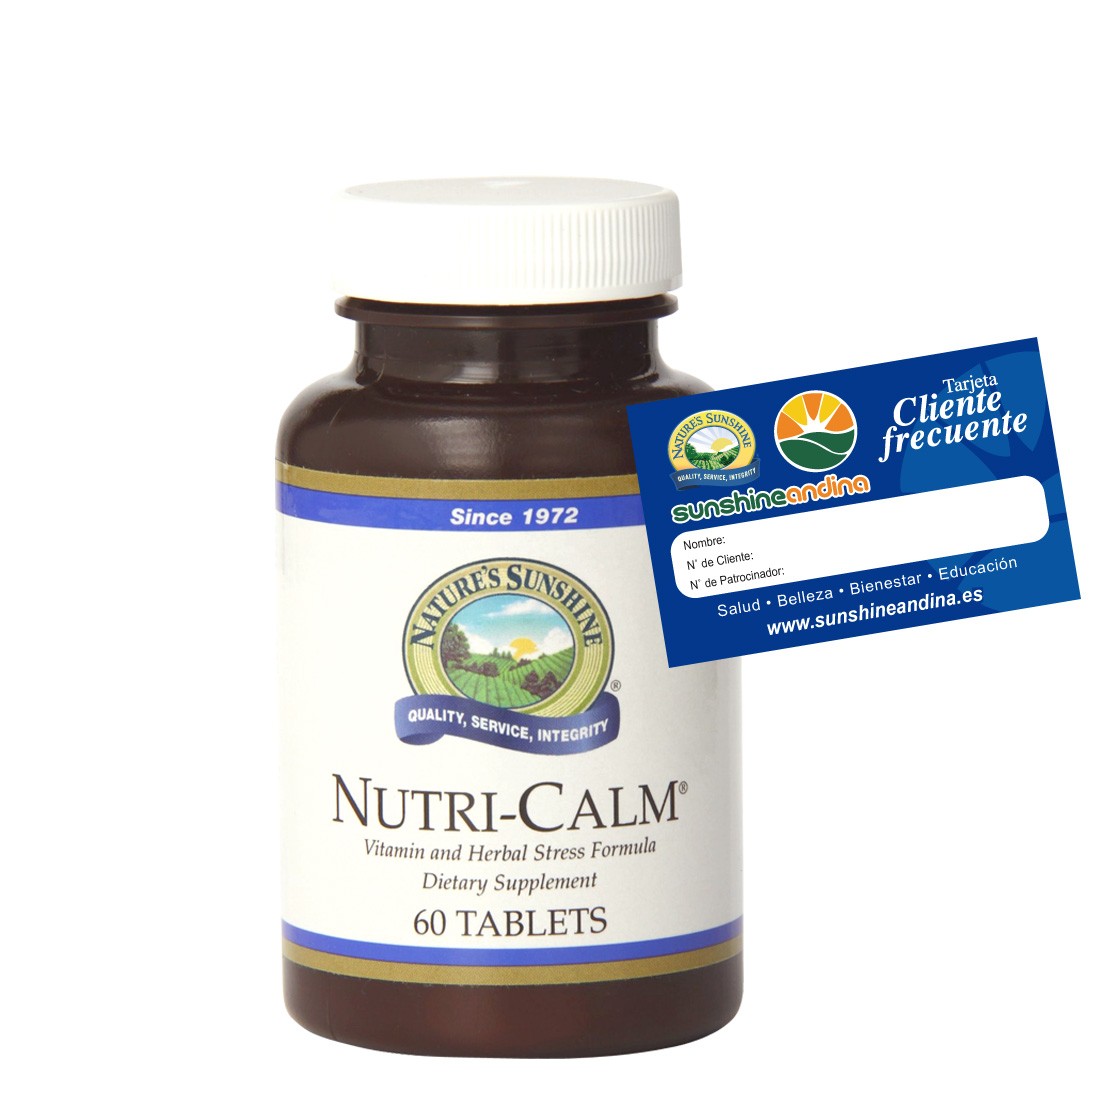 Since 1972
NATURE'S SUNSHINE
®
QUALITY, SERVICE, INTEGRITY
NUTRI-CALM®
Vitamin and Herbal Stress Formula
Dietary Supplement
60 TABLETS
Tarjeta
Cliente
frecuente
NATURE'S SUNSHINE
QUALITY, SERVICE, INTEGRITY
sunshineandina
Nombre:
N° de Cliente:
N° de Patrocinador:
Salud • Belleza • Bienestar • Educación
www.sunshineandina.es